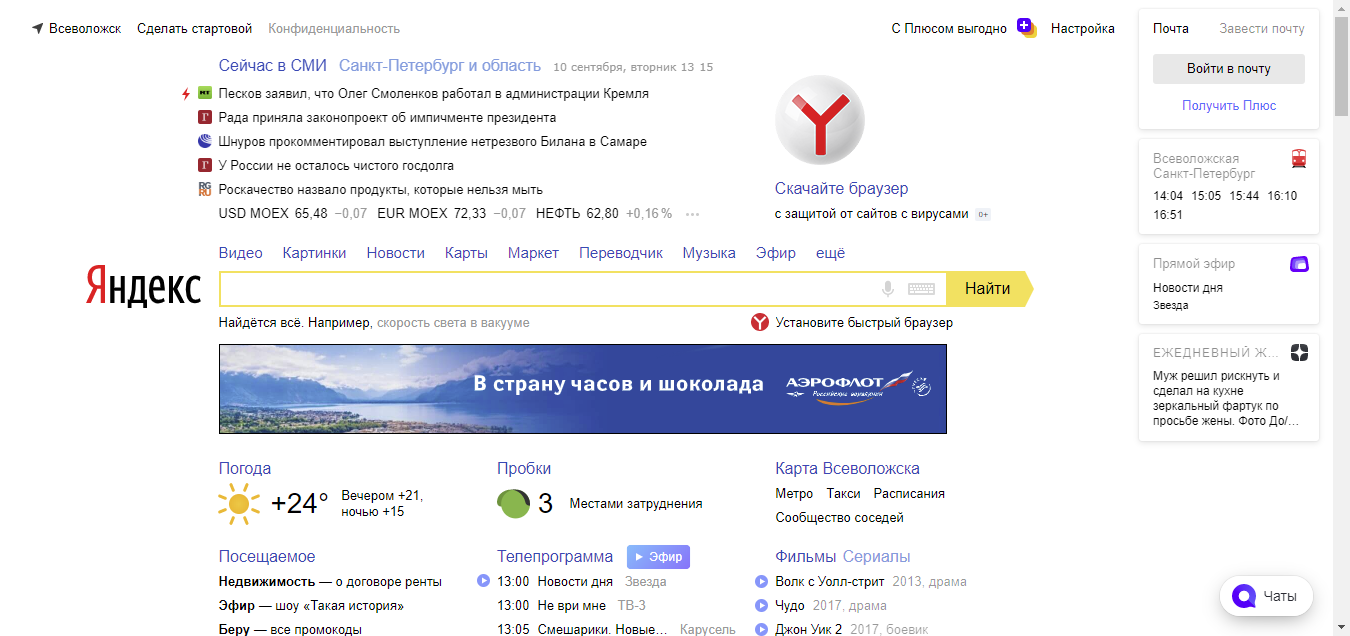 Всеволожск Сделать стартовой Конфиденциальность
С Плюсом выгодно Настройка
Сейчас в СМИ Санкт-Петербург и область 10 сентября, вторник 13 15
Песков заявил, что Олег Смоленков работал в администрации Кремля
Рада приняла законопроект об импичменте президента
Шнуров прокомментировал выступление нетрезвого Билана в Самаре
У России не осталось чистого госдолга
Роскачество назвало продукты, которые нельзя мыть
USD MOEX 65,48 −0,07 EUR MOEX 72,33 −0,07 НЕФТЬ 62,80 +0,16 % ···
Скачайте браузер
с защитой от сайтов с вирусами 0+
Видео Картинки Новости Карты Маркет Переводчик Музыка Эфир ещё
Яндекс
Найти
Найдётся всё. Например, скорость света в вакууме
Установите быстрый браузер
В страну часов и шоколада
АЭРОФЛОТ
Российские авиалинии
Погода
+24°
Вечером +21,
ночью +15
Пробки
3 Местами затруднения
Карта Всеволожска
Метро Такси Расписания
Сообщество соседей
Посещаемое
Недвижимость — о договоре ренты
Эфир — шоу «Такая история»
Беру — все промокоды
Телепрограмма Эфир
13:00 Новости дня Звезда
13:00 Не ври мне ТВ-3
13:05 Смешарики. Новые... Карусель
Фильмы Сериалы
Волк с Уолл-стрит 2013, драма
Чудо 2017, драма
Джон Уик 2 2017, боевик
Почта Завести почту
Войти в почту
Получить Плюс
Всеволожская
Санкт-Петербург
14:04 15:05 15:44 16:10
16:51
Прямой эфир
Новости дня
Звезда
ЕЖЕДНЕВНЫЙ Ж...
Муж решил рискнуть и
сделал на кухне
зеркальный фартук по
просьбе жены. Фото До/...
Чаты